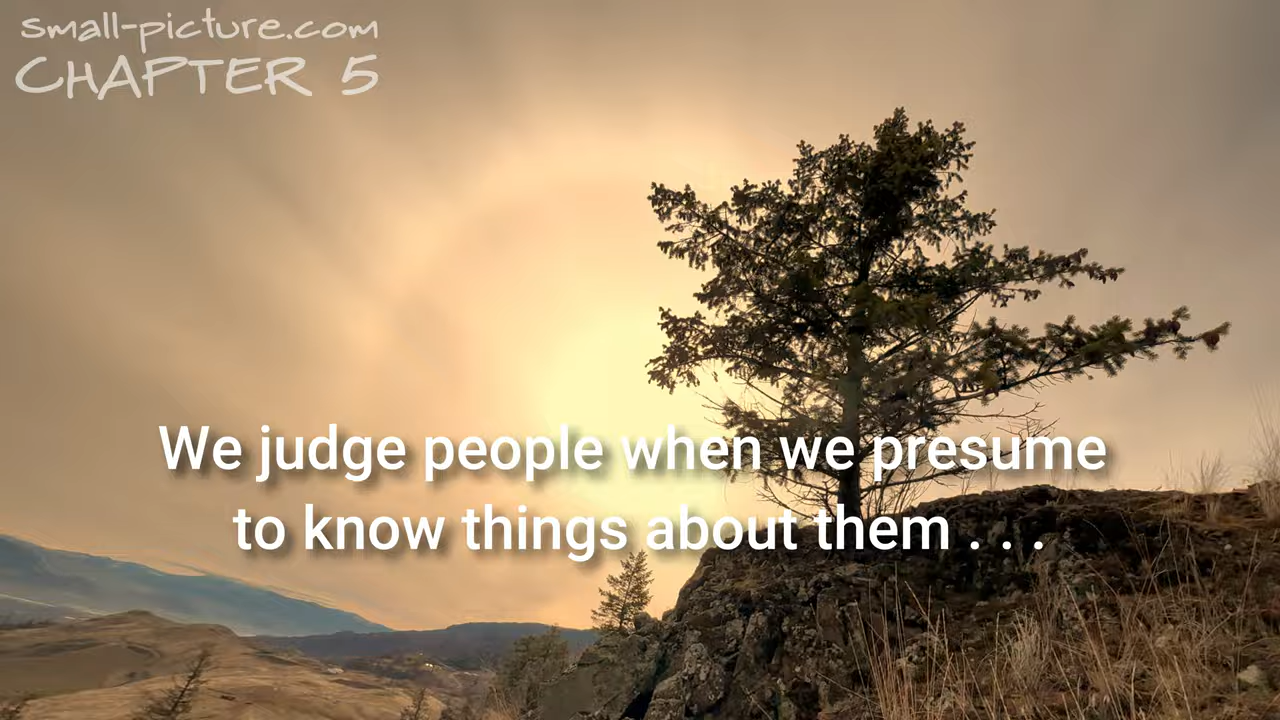 small-picture.com
CHAPTER 5
We judge people when we presume
to know things about them . . .